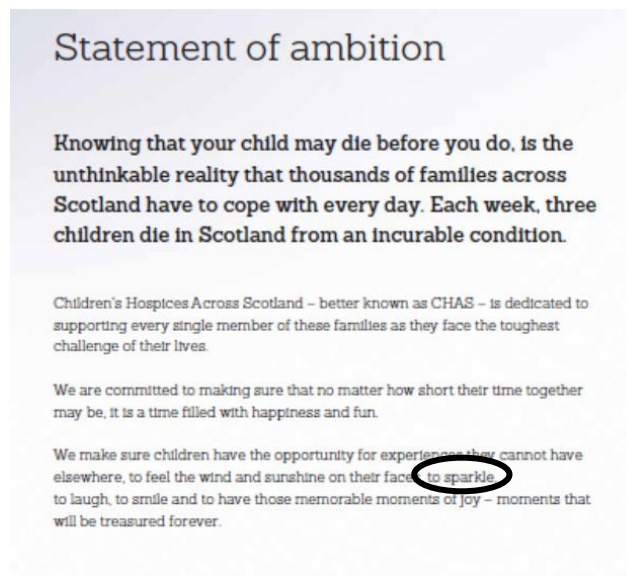 Statement of ambition
Knowing that your child may die before you do, is the
unthinkable reality that thousands of families across
Scotland have to cope with every day. Each week, three
children die in Scotland from an incurable condition.
Children's Hospices Across Scotland – better known as CHAS – is dedicated to
supporting every single member of these families as they face the toughest
challenge of their lives.
We are committed to making sure that no matter how short their time together
may be, it is a time filled with happiness and fun.
We make sure children have the opportunity for experiences they cannot have
elsewhere, to feel the wind and sunshine on their faces, to sparkle,
to laugh, to smile and to have those memorable moments of joy – moments that
will be treasured forever.